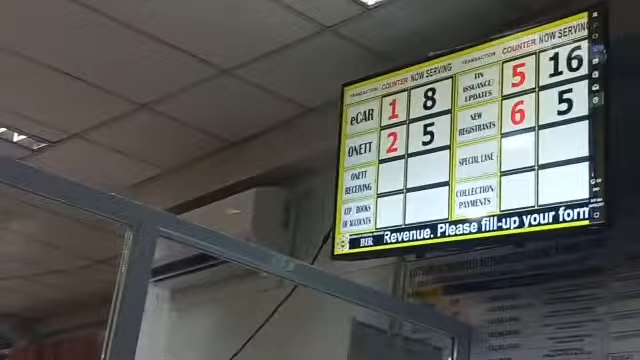 TRANSACTION COUNTER NOW SERVING TRANSACTION COUNTER NOW SERVING
eCAR 1 8 TIN ISSUANCE/ UPDATES 5 16
ONETT 2 5 NEW REGISTRANTS 6 5
ONETT RECEIVING SPECIAL LANE
ATP / BOOKS OF ACCOUNTS COLLECTION/ PAYMENTS
BIR Revenue. Please fill-up your form